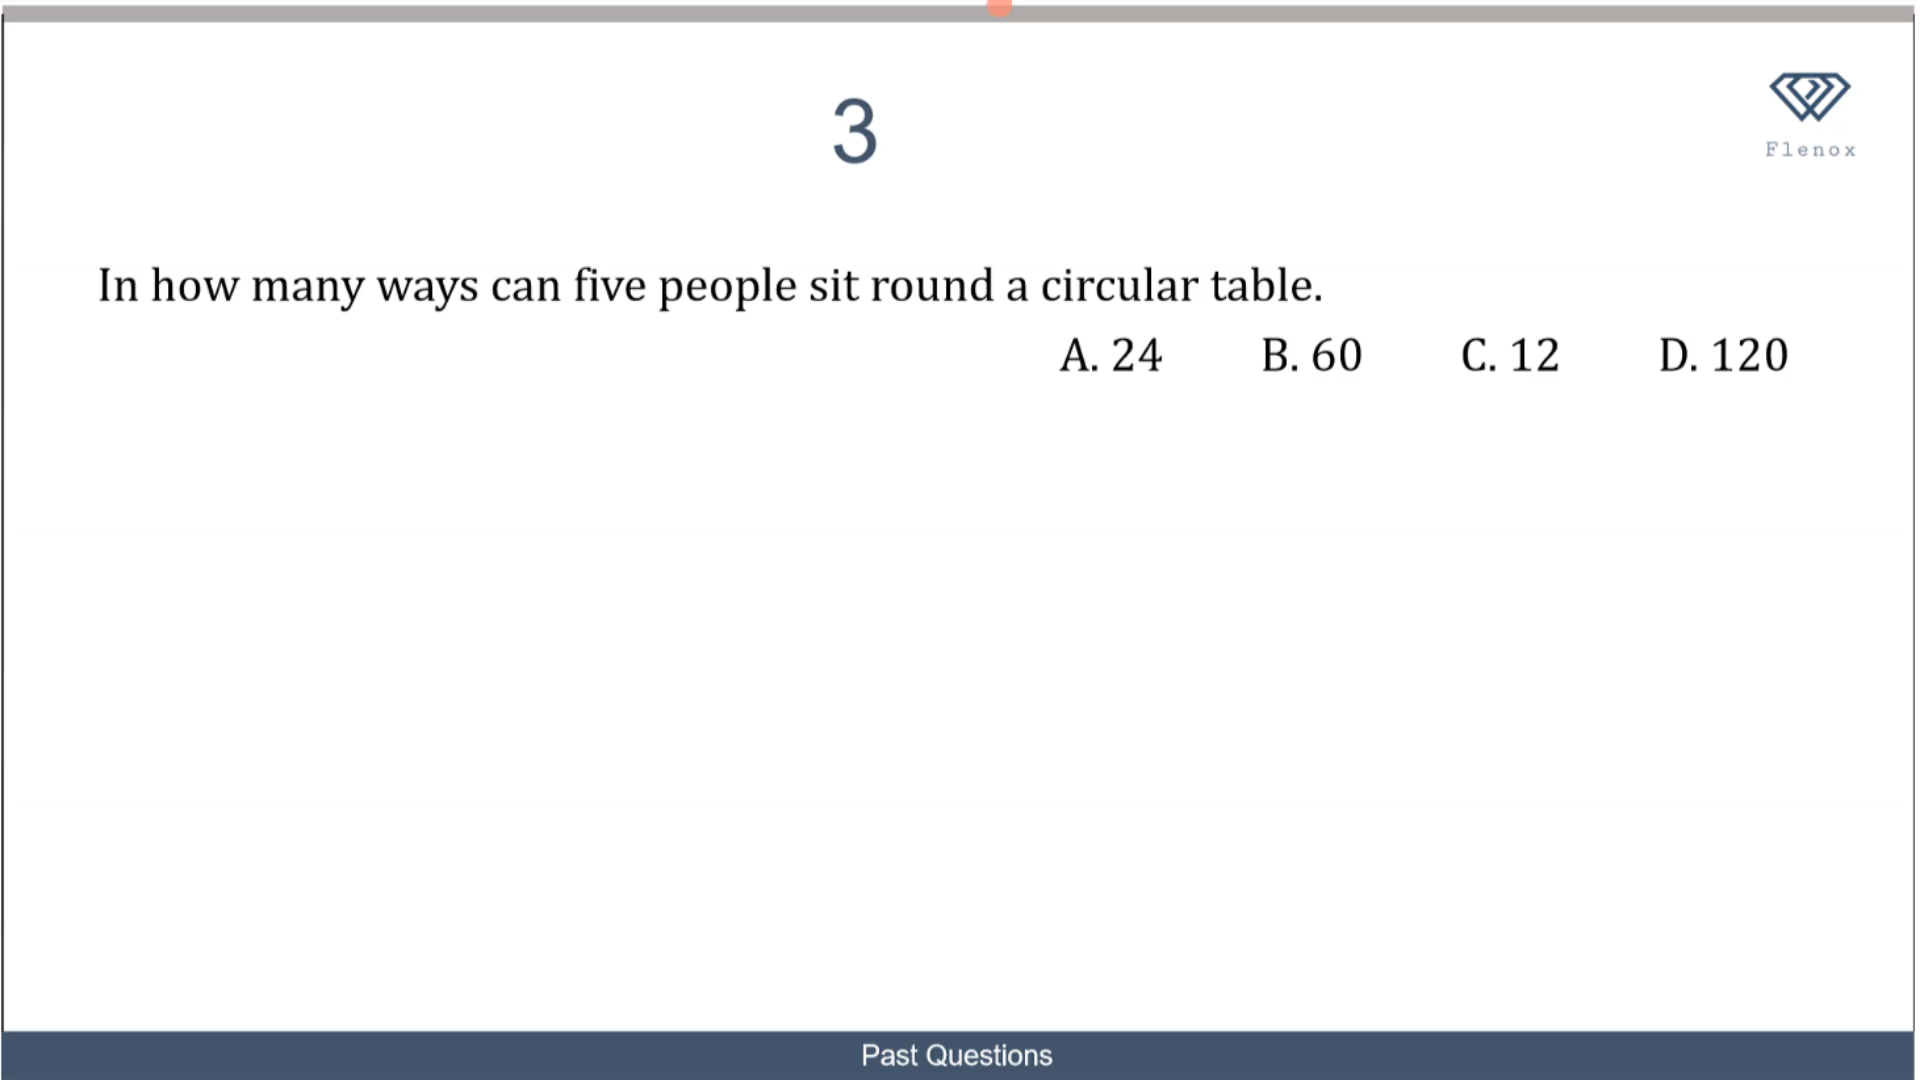 3
Flenox
In how many ways can five people sit round a circular table.
A. 24 B. 60 C. 12 D. 120
Past Questions